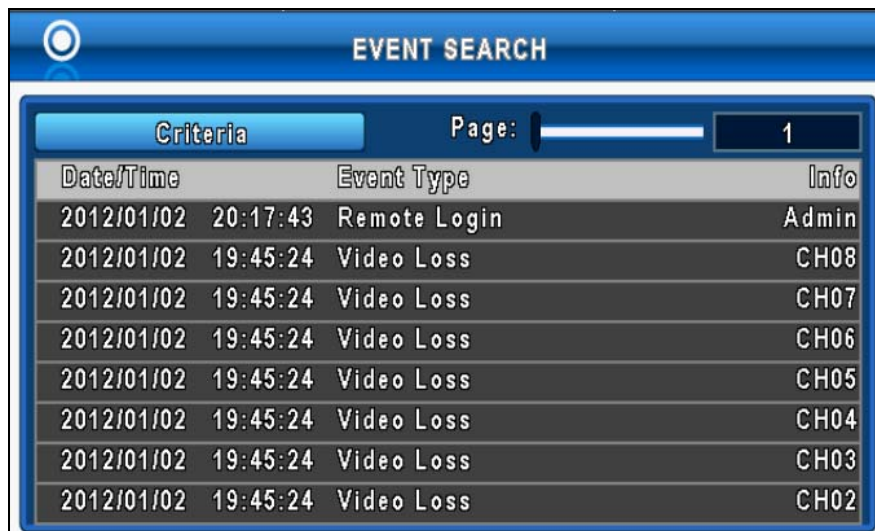 EVENT SEARCH
Criteria Page: 1
Date/Time Event Type Info
2012/01/02 20:17:43 Remote Login Admin
2012/01/02 19:45:24 Video Loss CH08
2012/01/02 19:45:24 Video Loss CH07
2012/01/02 19:45:24 Video Loss CH06
2012/01/02 19:45:24 Video Loss CH05
2012/01/02 19:45:24 Video Loss CH04
2012/01/02 19:45:24 Video Loss CH03
2012/01/02 19:45:24 Video Loss CH02